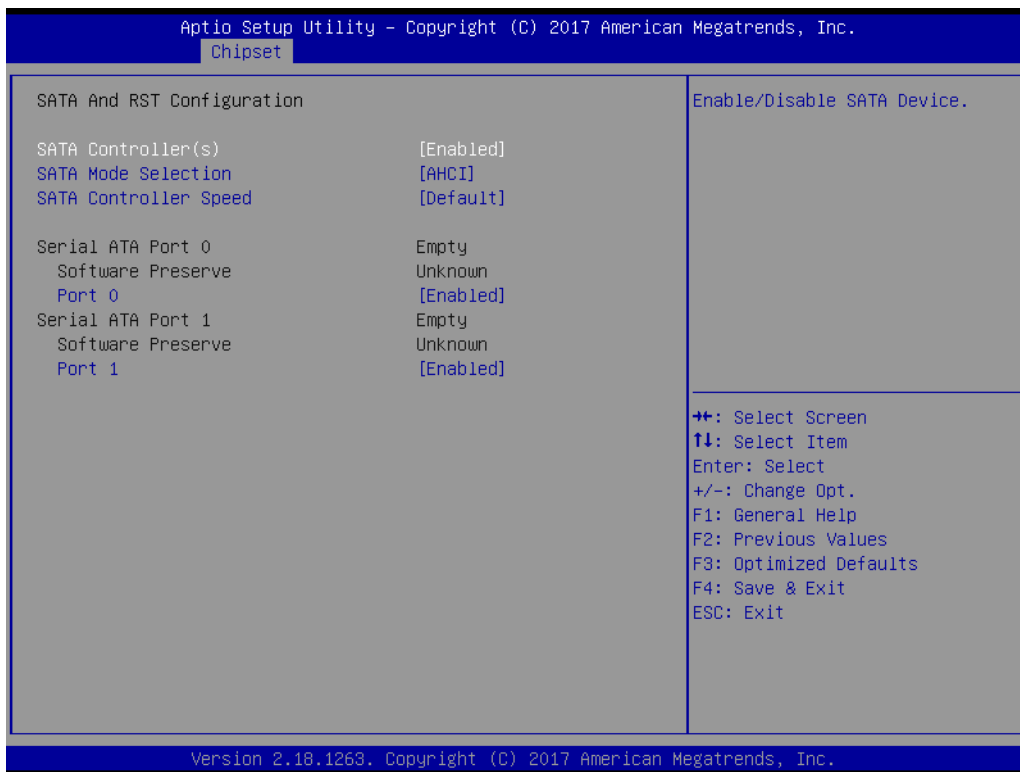 Aptio Setup Utility – Copyright (C) 2017 American Megatrends, Inc.
Chipset
SATA And RST Configuration
SATA Controller(s) [Enabled]
SATA Mode Selection [AHCI]
SATA Controller Speed [Default]
Serial ATA Port 0 Empty
Software Preserve Unknown
Port 0 [Enabled]
Serial ATA Port 1 Empty
Software Preserve Unknown
Port 1 [Enabled]
Enable/Disable SATA Device.
→←: Select Screen
↑↓: Select Item
Enter: Select
+/-: Change Opt.
F1: General Help
F2: Previous Values
F3: Optimized Defaults
F4: Save & Exit
ESC: Exit
Version 2.18.1263. Copyright (C) 2017 American Megatrends, Inc.